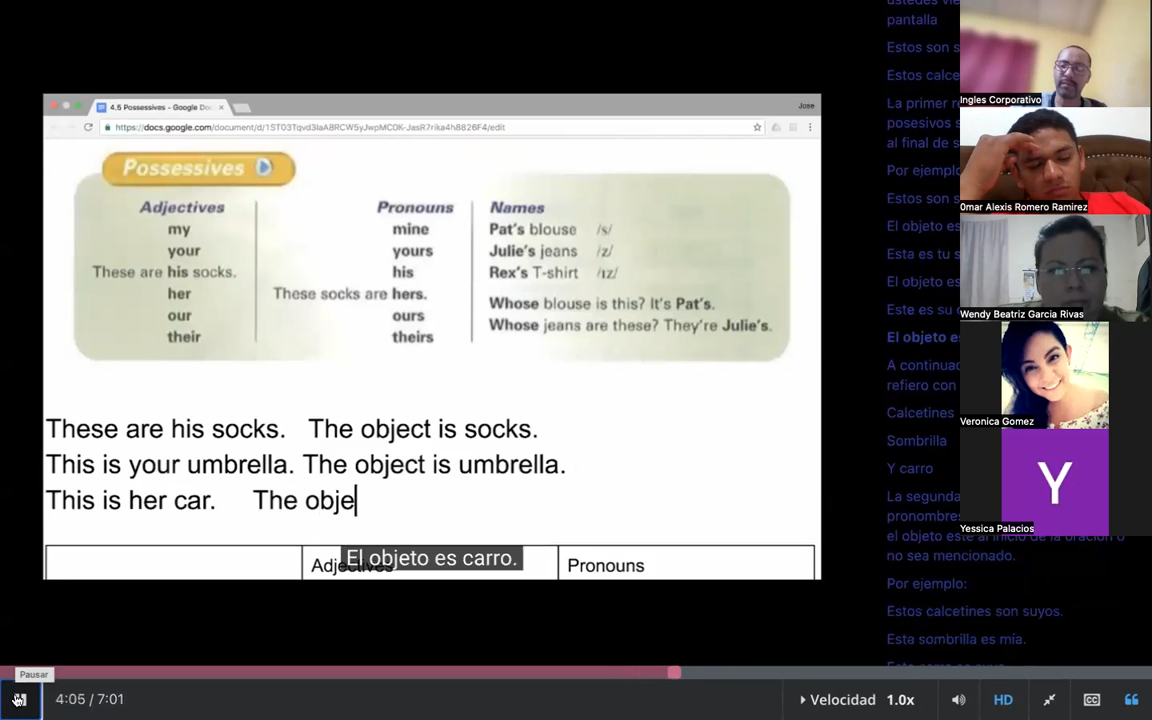 ustedes vie
pantalla
Estos son s
Estos calce
La primer r
posesivos s
al final de s
Por ejemplo
Estos son s
El objeto es
Esta es tu s
El objeto es
Este es su c
El objeto es
A continuac
refiero con
Calcetines
Sombrilla
Y carro
La segunda
pronombres
el objeto esté al inicio de la oración o
no sea mencionado.
Por ejemplo:
Estos calcetines son suyos.
Esta sombrilla es mía.
Ingles Corporativo
Omar Alexis Romero Ramirez
Wendy Beatriz Garcia Rivas
Veronica Gomez
Y
Yessica Palacios
4.5 Possessives - Google Doc
Jose
https://docs.google.com/document/d/1ST03Tqvd3IaABRCW5yJwpMC0K-JasR7rika4h8826F4/edit
Possessives
Adjectives
my
your
These are his socks.
her
our
their
Pronouns
mine
yours
his
These socks are hers.
ours
theirs
Names
Pat's blouse /s/
Julie's jeans /z/
Rex's T-shirt /ɪz/
Whose blouse is this? It's Pat's.
Whose jeans are these? They're Julie's.
These are his socks. The object is socks.
This is your umbrella. The object is umbrella.
This is her car. The obje
El objeto es carro.
Adjectives
Pronouns
Pausar
4:05 / 7:01
Velocidad 1.0x
HD
CC